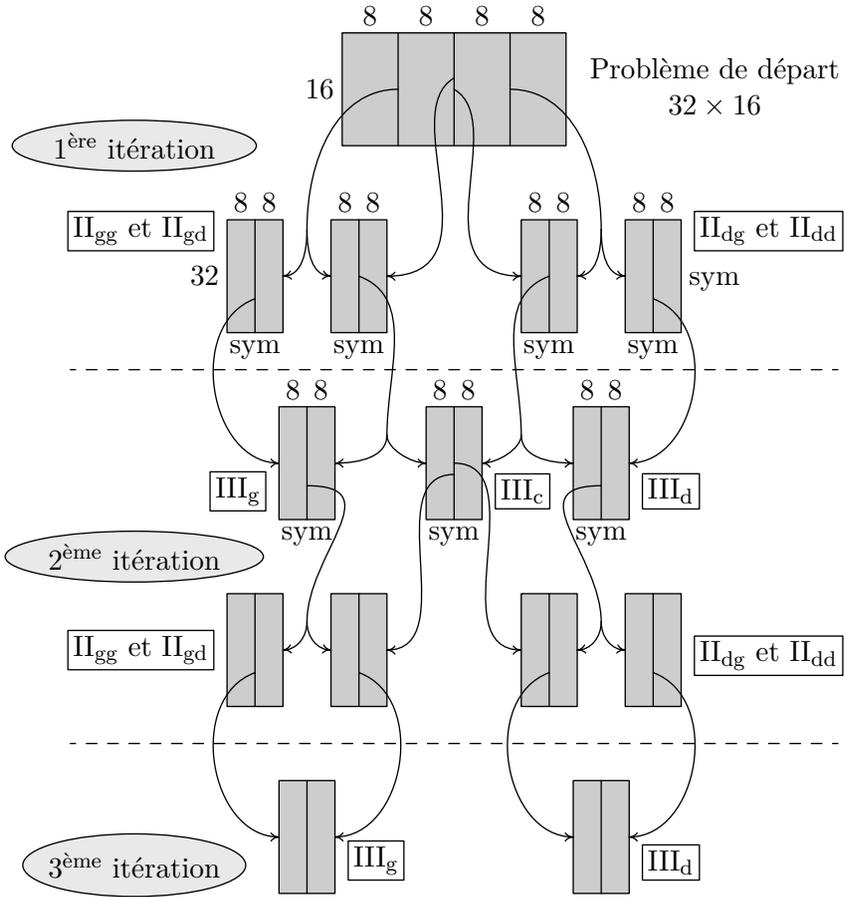 8 8 8 8
16
Problème de départ
32 × 16
1ère itération
8 8 8 8 8 8 8 8
IIgg et IIgd
IIdg et IIdd
32
sym
sym sym sym sym
8 8 8 8 8 8
IIIg
IIIc
IIId
sym sym sym
2ème itération
IIgg et IIgd
IIdg et IIdd
3ème itération
IIIg
IIId